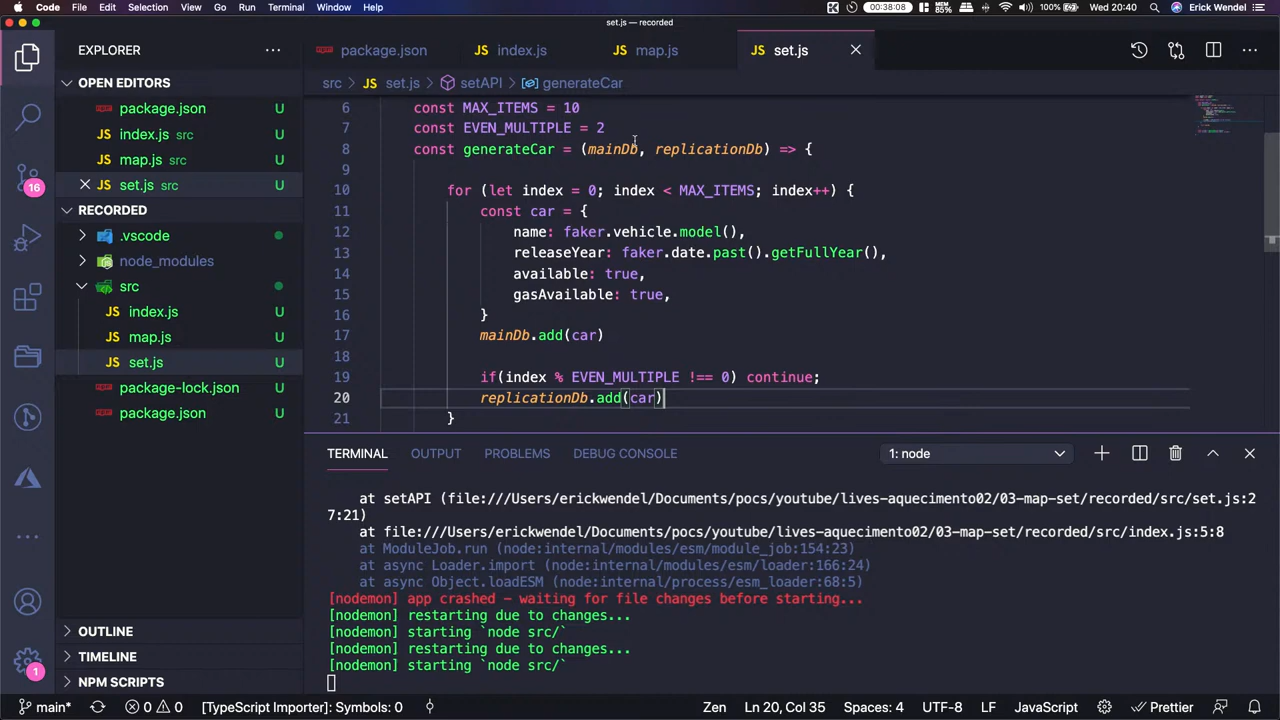 Code File Edit Selection View Go Run Terminal Window Help 00:38:08 MEM 85% 100% Wed 20:40 Erick Wendel
set.js — recorded
EXPLORER
package.json JS index.js JS map.js JS set.js
src > JS set.js > setAPI > generateCar
OPEN EDITORS
package.json U
JS index.js src U
JS map.js src U
JS set.js src U
RECORDED
.vscode
node_modules
src
JS index.js U
JS map.js U
JS set.js U
package-lock.json U
package.json U
OUTLINE
TIMELINE
NPM SCRIPTS
16
1
6 const MAX_ITEMS = 10
7 const EVEN_MULTIPLE = 2
8 const generateCar = (mainDb, replicationDb) => {
9
10 for (let index = 0; index < MAX_ITEMS; index++) {
11 const car = {
12 name: faker.vehicle.model(),
13 releaseYear: faker.date.past().getFullYear(),
14 available: true,
15 gasAvailable: true,
16 }
17 mainDb.add(car)
18
19 if(index % EVEN_MULTIPLE !== 0) continue;
20 replicationDb.add(car)
21 }
TERMINAL OUTPUT PROBLEMS DEBUG CONSOLE 1: node
at setAPI (file:///Users/erickwendel/Documents/pocs/youtube/lives-aquecimento02/03-map-set/recorded/src/set.js:2
7:21)
at file:///Users/erickwendel/Documents/pocs/youtube/lives-aquecimento02/03-map-set/recorded/src/index.js:5:8
at ModuleJob.run (node:internal/modules/esm/module_job:154:23)
at async Loader.import (node:internal/modules/esm/loader:166:24)
at async Object.loadESM (node:internal/process/esm_loader:68:5)
[nodemon] app crashed - waiting for file changes before starting...
[nodemon] restarting due to changes...
[nodemon] starting `node src/`
[nodemon] restarting due to changes...
[nodemon] starting `node src/`
main* 0 0 [TypeScript Importer]: Symbols: 0 Zen Ln 20, Col 35 Spaces: 4 UTF-8 LF JavaScript Prettier